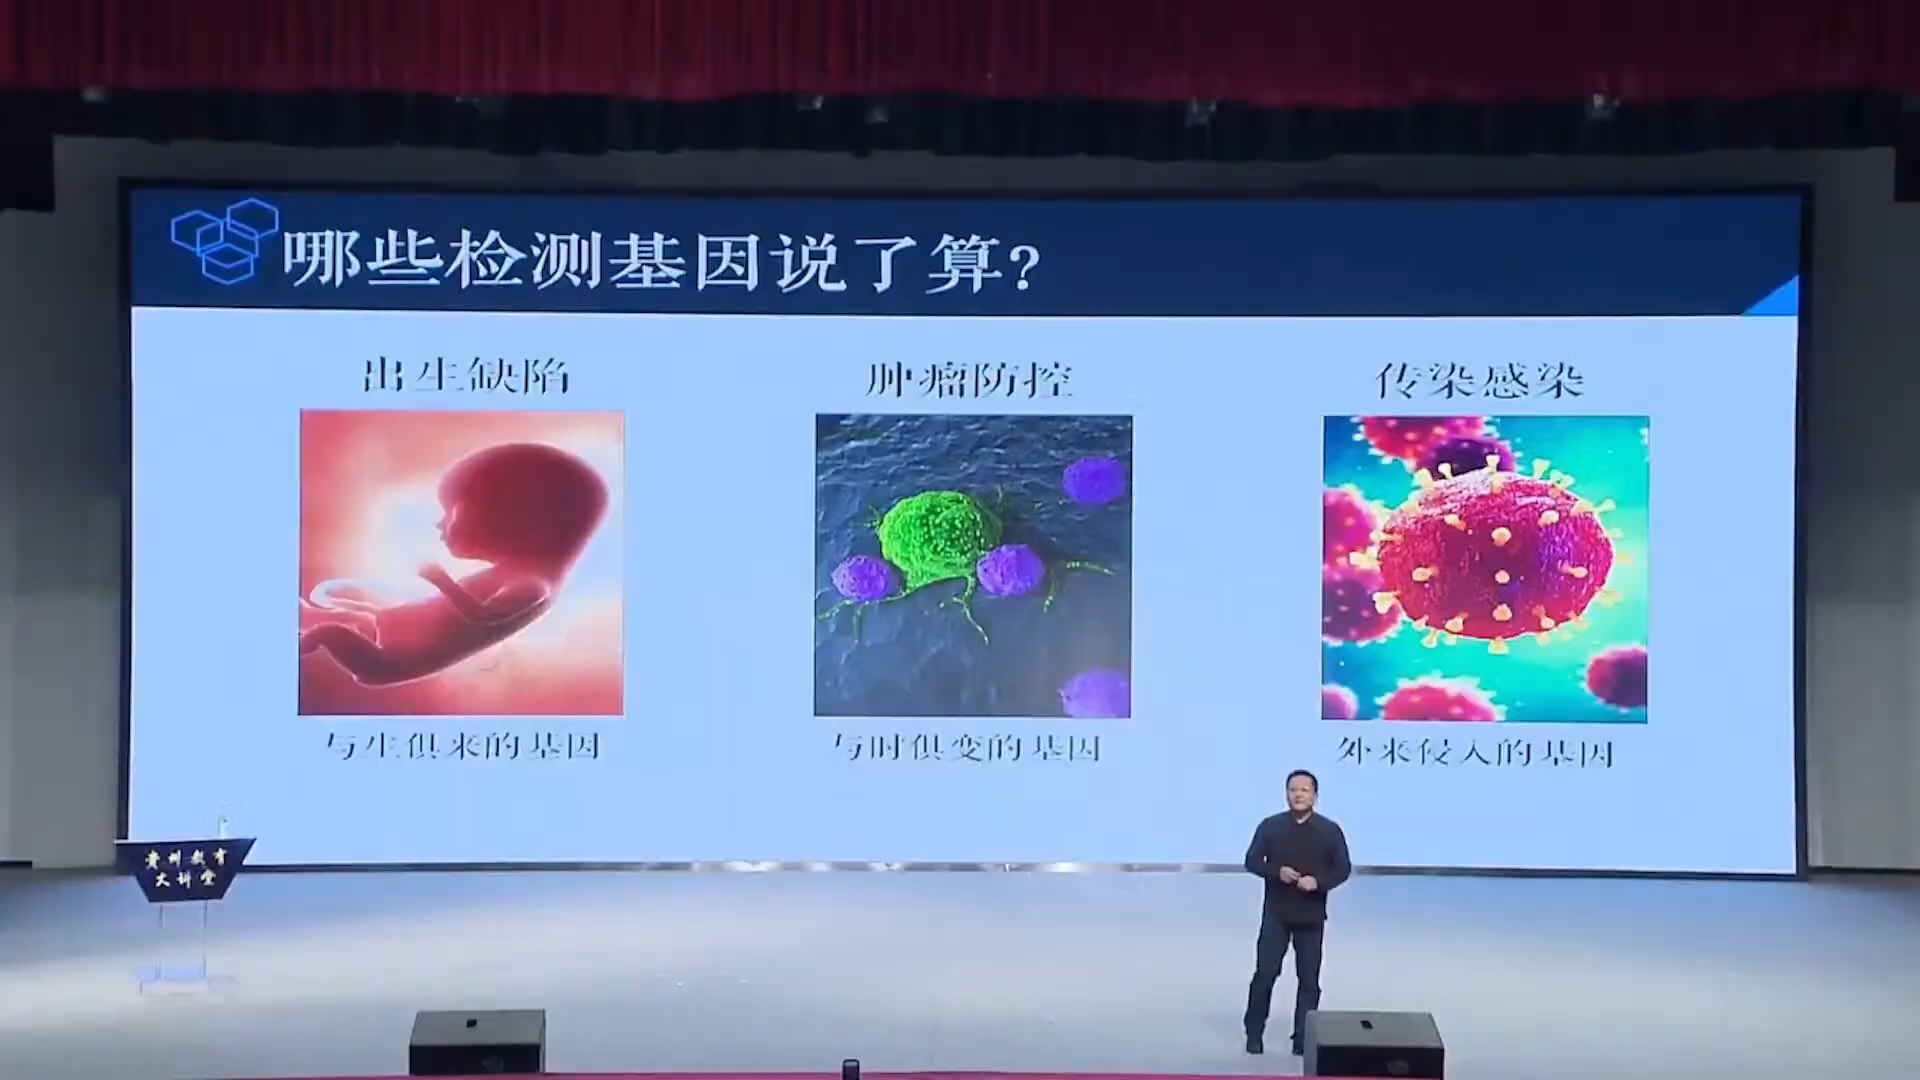 哪些检测基因说了算?
出生缺陷
肿瘤防控
传染感染
与生俱来的基因
与时俱变的基因
外来侵入的基因
贵州教育
大讲堂